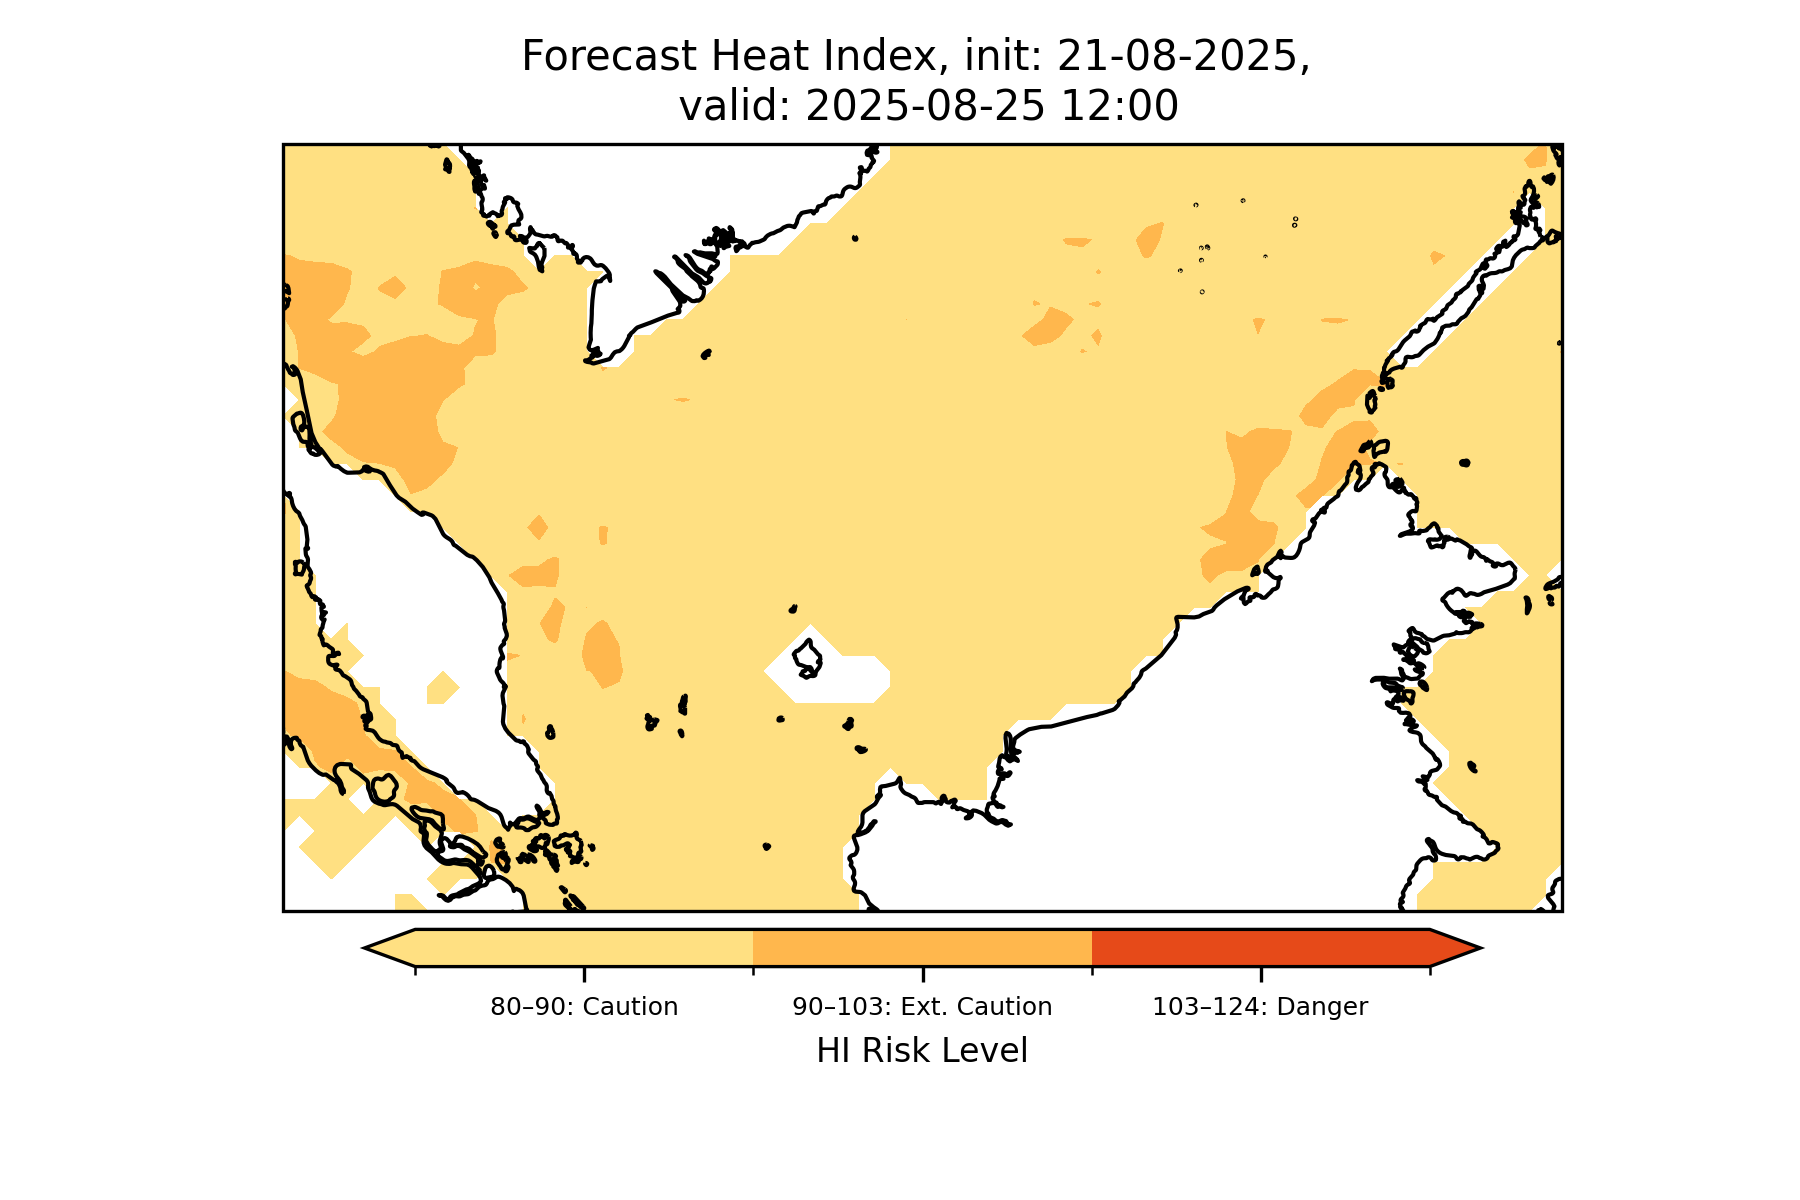 Forecast Heat Index, init: 21-08-2025,
valid: 2025-08-25 12:00
80–90: Caution
90–103: Ext. Caution
103–124: Danger
HI Risk Level